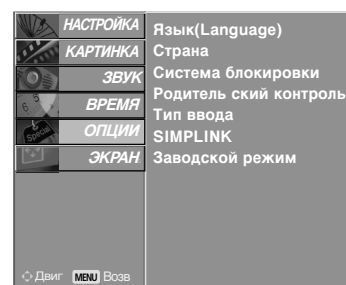 НАСТРОЙКА
КАРТИНКА
ЗВУК
ВРЕМЯ
Special
ОПЦИИ
ЭКРАН
Язык(Language)
Страна
Система блокировки
Родитель ский контроль
Тип ввода
SIMPLINK
Заводской режим
Двиг MENU Возв